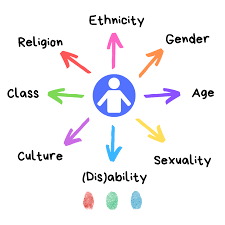 Ethnicity
Religion
Gender
Class
Age
Culture
Sexuality
(Dis)ability